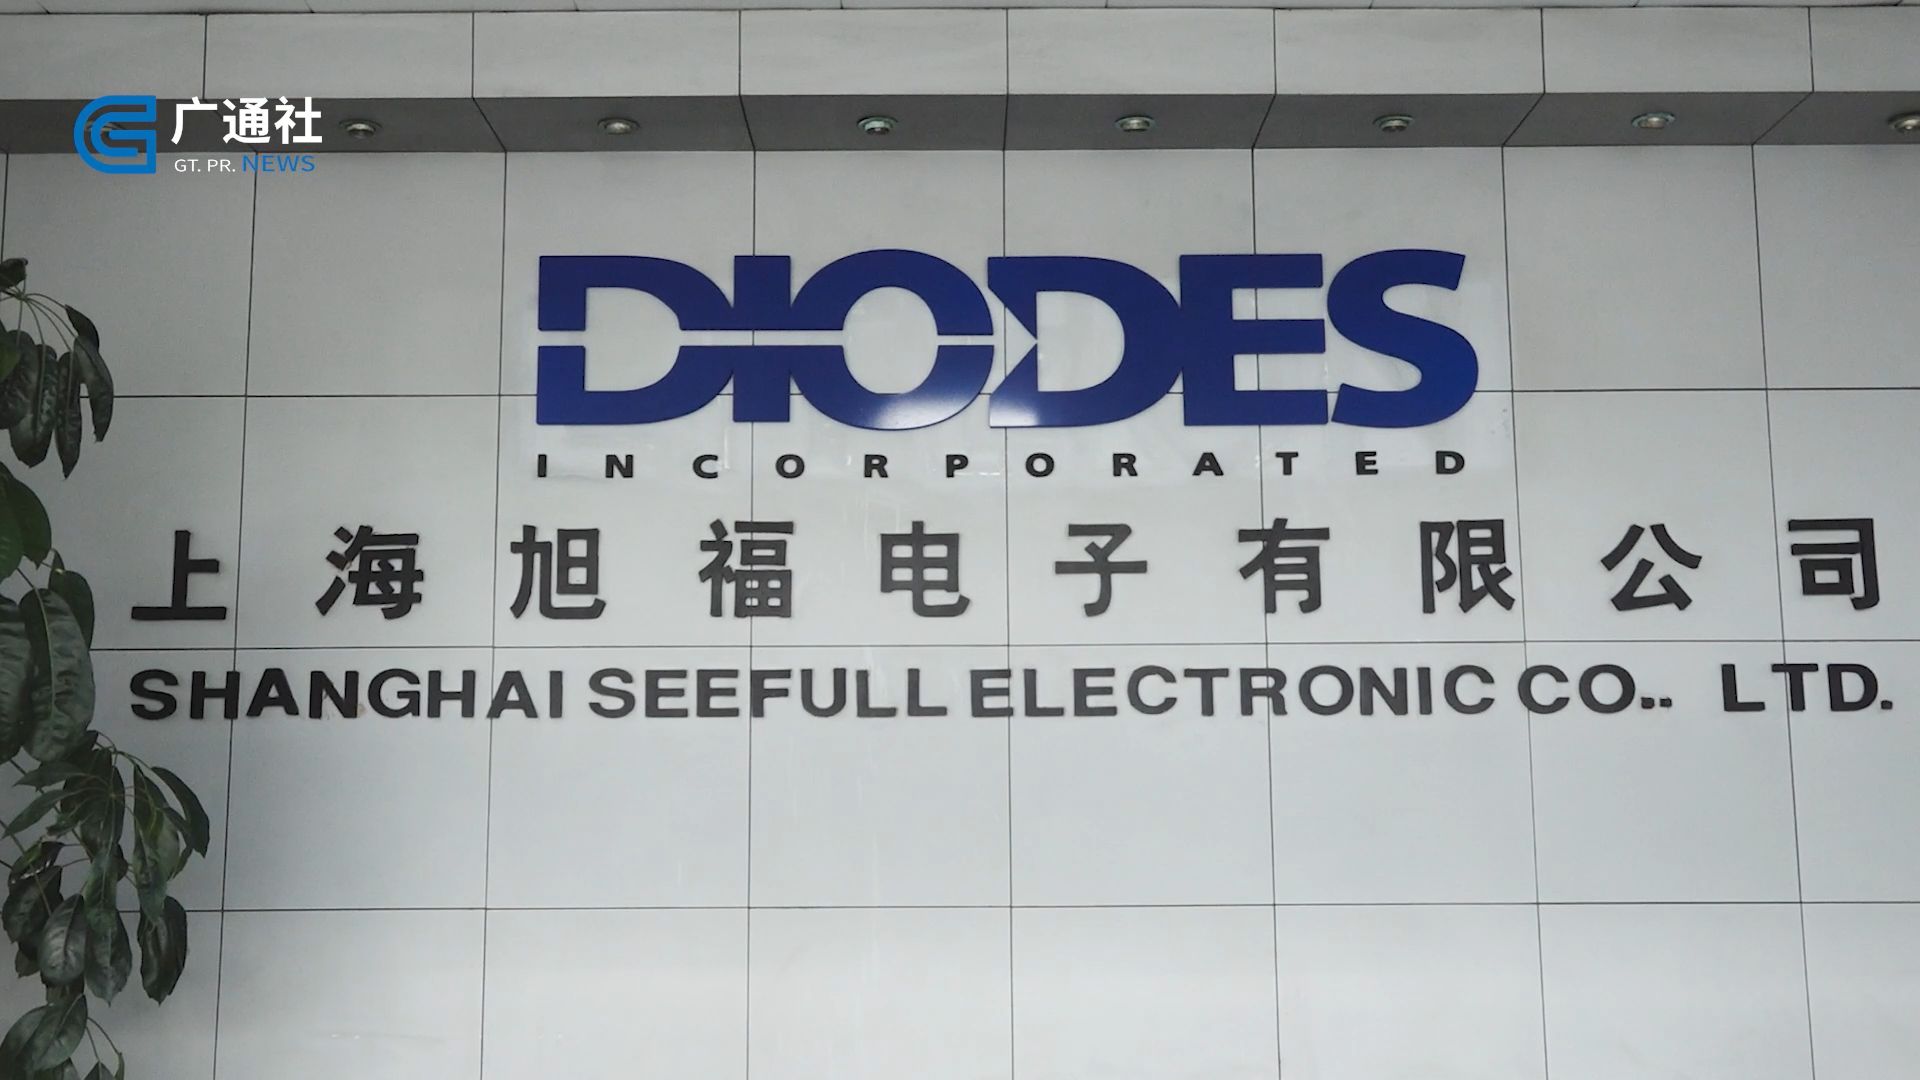 广通社
GT. PR. NEWS
DIODES
INCORPORATED
上海旭福电子有限公司
SHANGHAI SEEFULL ELECTRONIC CO.. LTD.